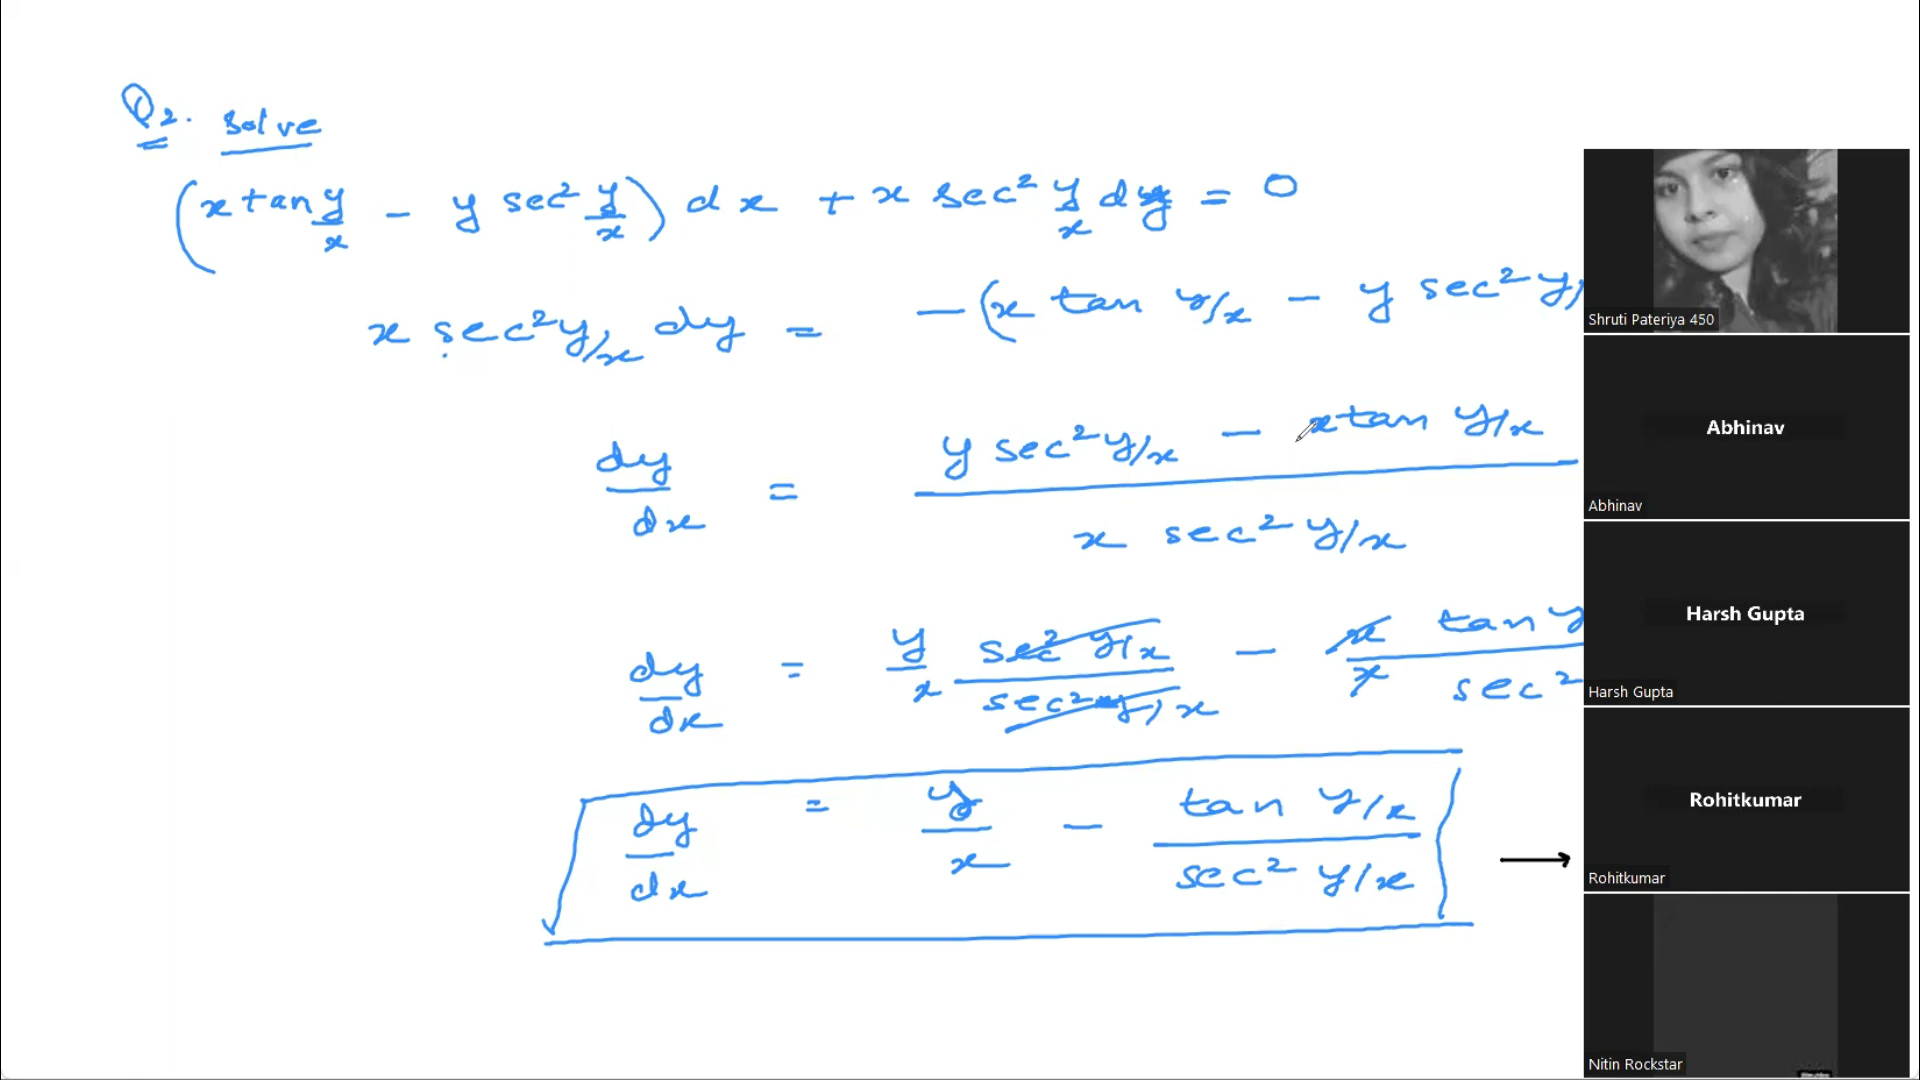 Q2. Solve
(x tan y/x - y sec² y/x) dx + x sec² y/x dy = 0
x sec² y/x dy = -(x tan y/x - y sec² y/
dy/dx = (y sec² y/x - x tan y/x) / (x sec² y/x)
dy/dx = y/x sec² y/x / sec² y/x - x/x tan y / sec²
dy/dx = y/x - tan y/x / sec² y/x →
Shruti Pateriya 450
Abhinav
Abhinav
Harsh Gupta
Harsh Gupta
Rohitkumar
Rohitkumar
Nitin Rockstar